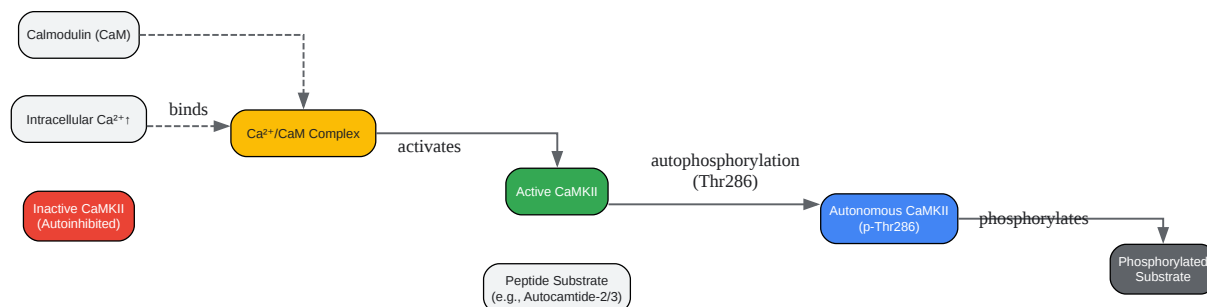 Calmodulin (CaM)
Intracellular Ca²⁺↑
binds
Ca²⁺/CaM Complex
activates
Inactive CaMKII
(Autoinhibited)
Active CaMKII
autophosphorylation
(Thr286)
Autonomous CaMKII
(p-Thr286)
phosphorylates
Phosphorylated
Substrate
Peptide Substrate
(e.g., Autocamtide-2/3)